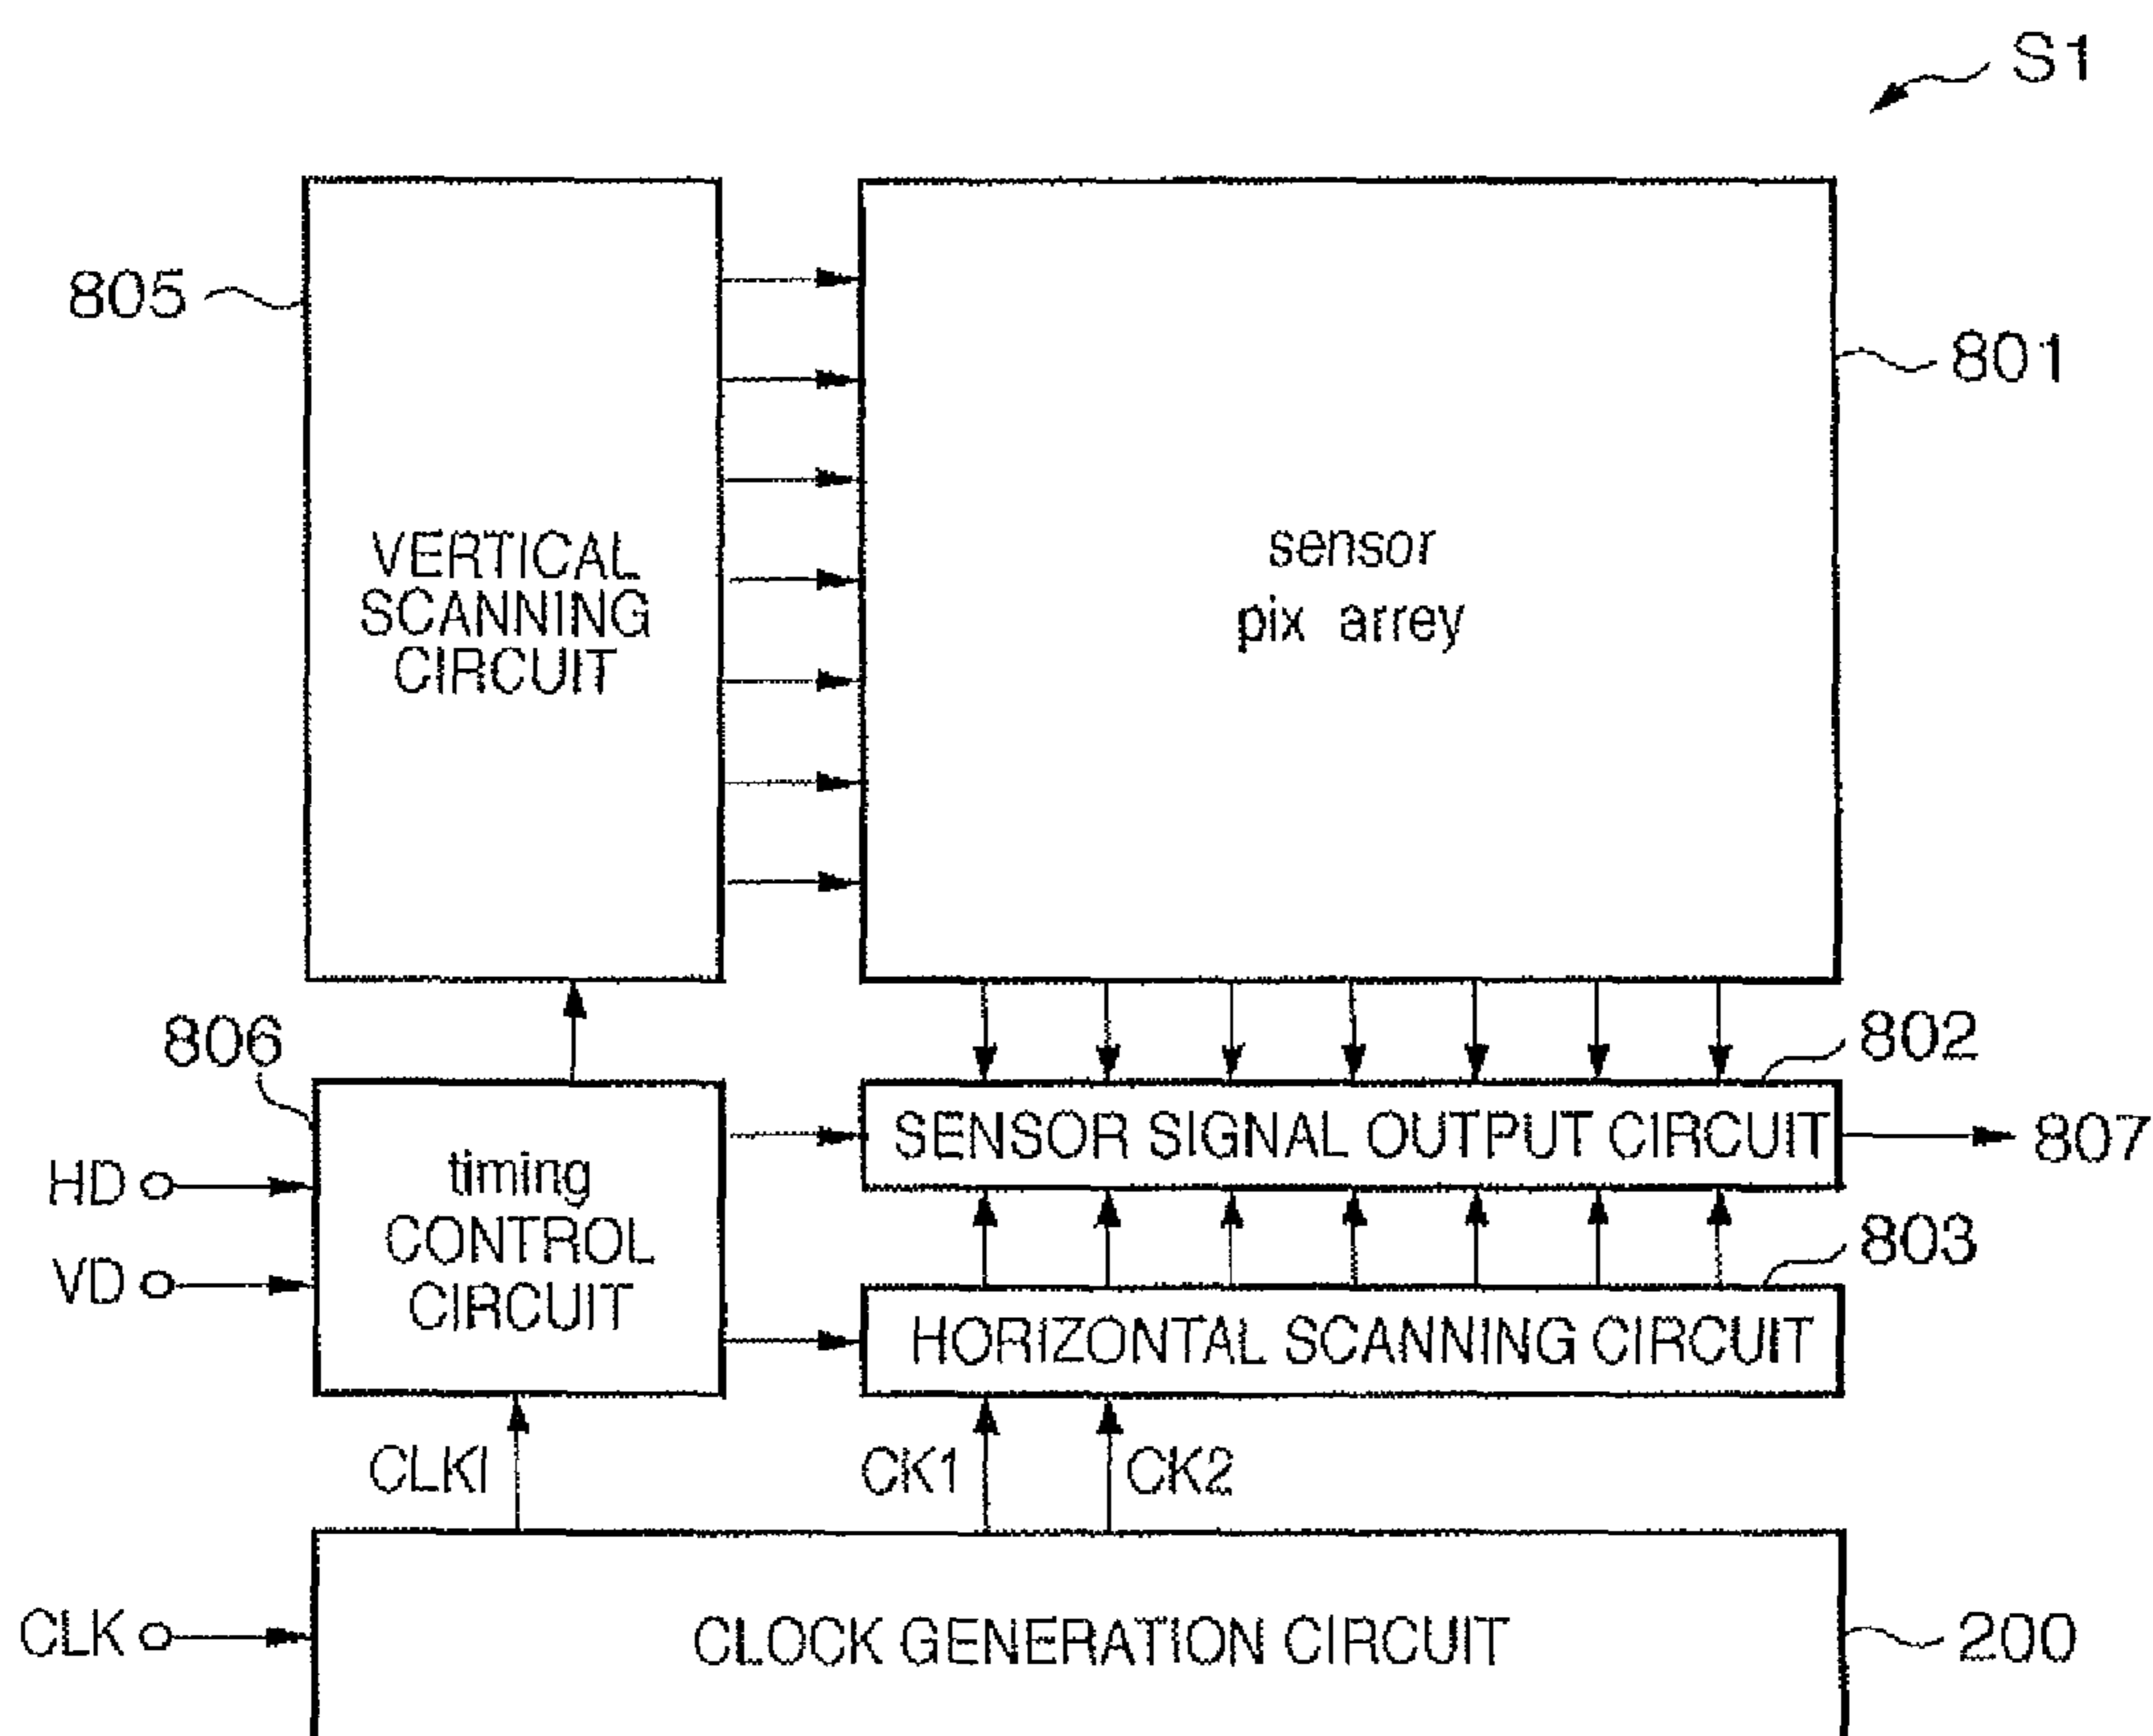 S1
805
801
VERTICAL
SCANNING
CIRCUIT
sensor
pix arrey
806
802
SENSOR SIGNAL OUTPUT CIRCUIT
807
HD
VD
timing
CONTROL
CIRCUIT
803
HORIZONTAL SCANNING CIRCUIT
CLKI
CK1
CK2
CLK
CLOCK GENERATION CIRCUIT
200